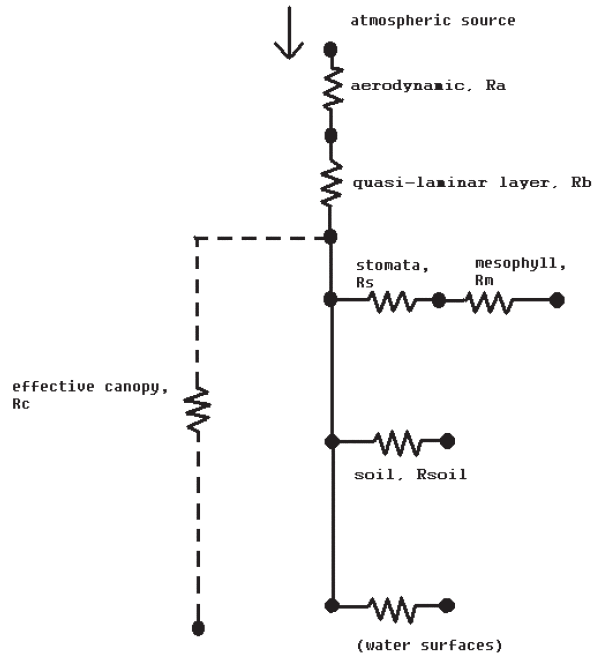 atmospheric source
aerodynamic, Ra
quasi-laminar layer, Rb
stomata,
Rs
mesophyll,
Rm
effective canopy,
Rc
soil, Rsoil
(water surfaces)